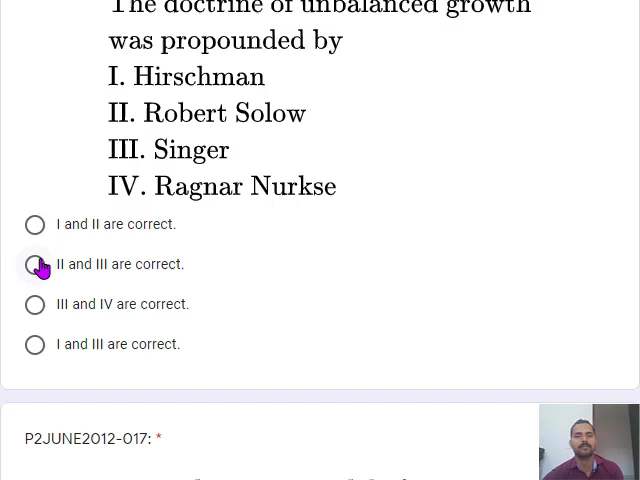 The doctrine of unbalanced growth
was propounded by
I. Hirschman
II. Robert Solow
III. Singer
IV. Ragnar Nurkse
I and II are correct.
II and III are correct.
III and IV are correct.
I and III are correct.
P2JUNE2012-017: *